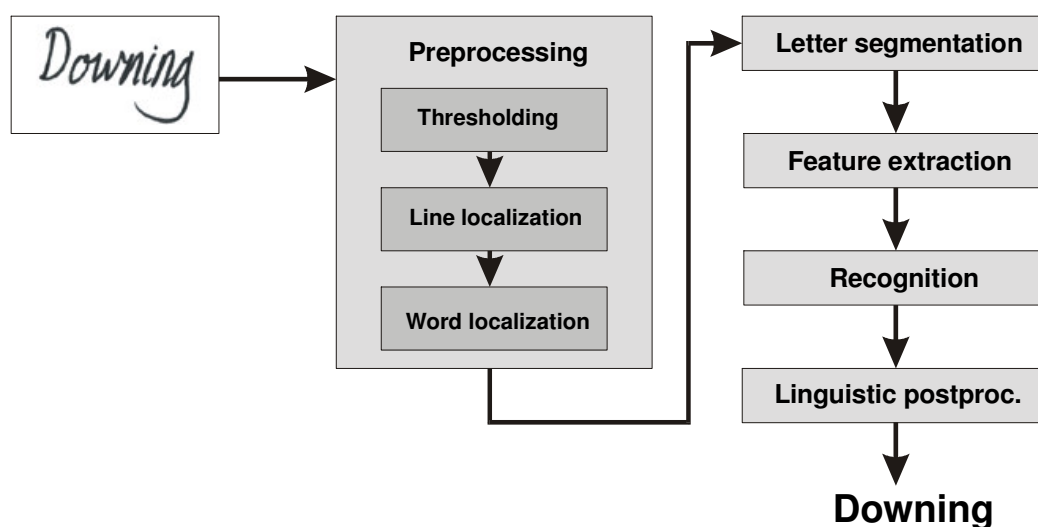 Downing
Preprocessing
Thresholding
Line localization
Word localization
Letter segmentation
Feature extraction
Recognition
Linguistic postproc.
Downing